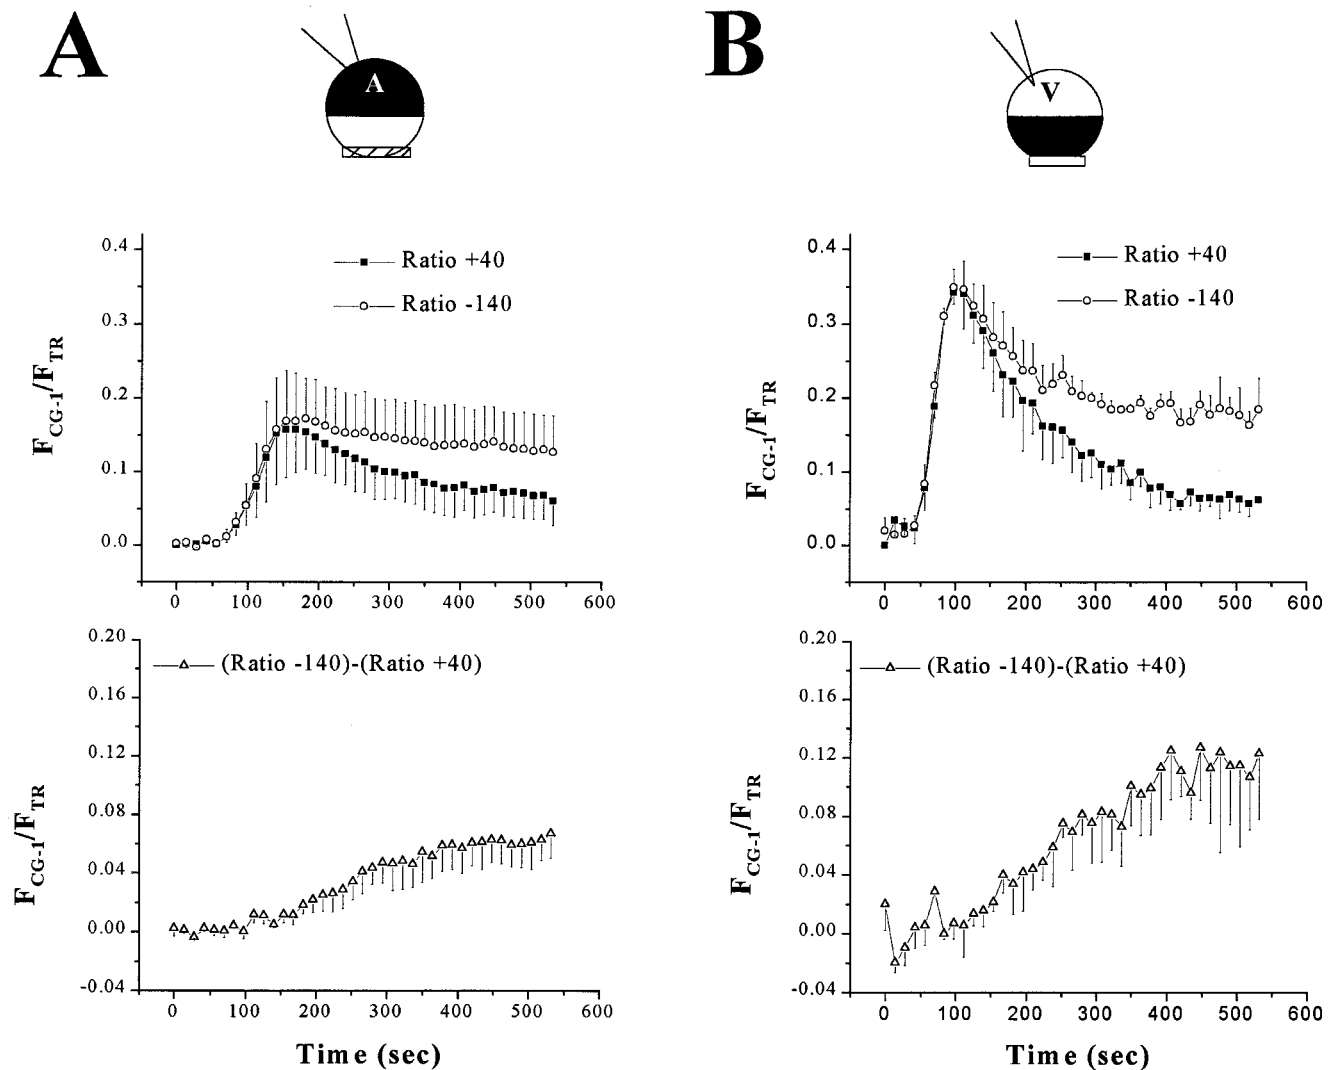 A
A
Ratio +40
Ratio -140
F_CG-1/F_TR
0.4
0.3
0.2
0.1
0.0
0 100 200 300 400 500 600
(Ratio -140)-(Ratio +40)
F_CG-1/F_TR
0.20
0.16
0.12
0.08
0.04
0.00
-0.04
0 100 200 300 400 500 600
Time (sec)
B
V
Ratio +40
Ratio -140
F_CG-1/F_TR
0.4
0.3
0.2
0.1
0.0
0 100 200 300 400 500 600
(Ratio -140)-(Ratio +40)
F_CG-1/F_TR
0.20
0.16
0.12
0.08
0.04
0.00
-0.04
0 100 200 300 400 500 600
Time (sec)